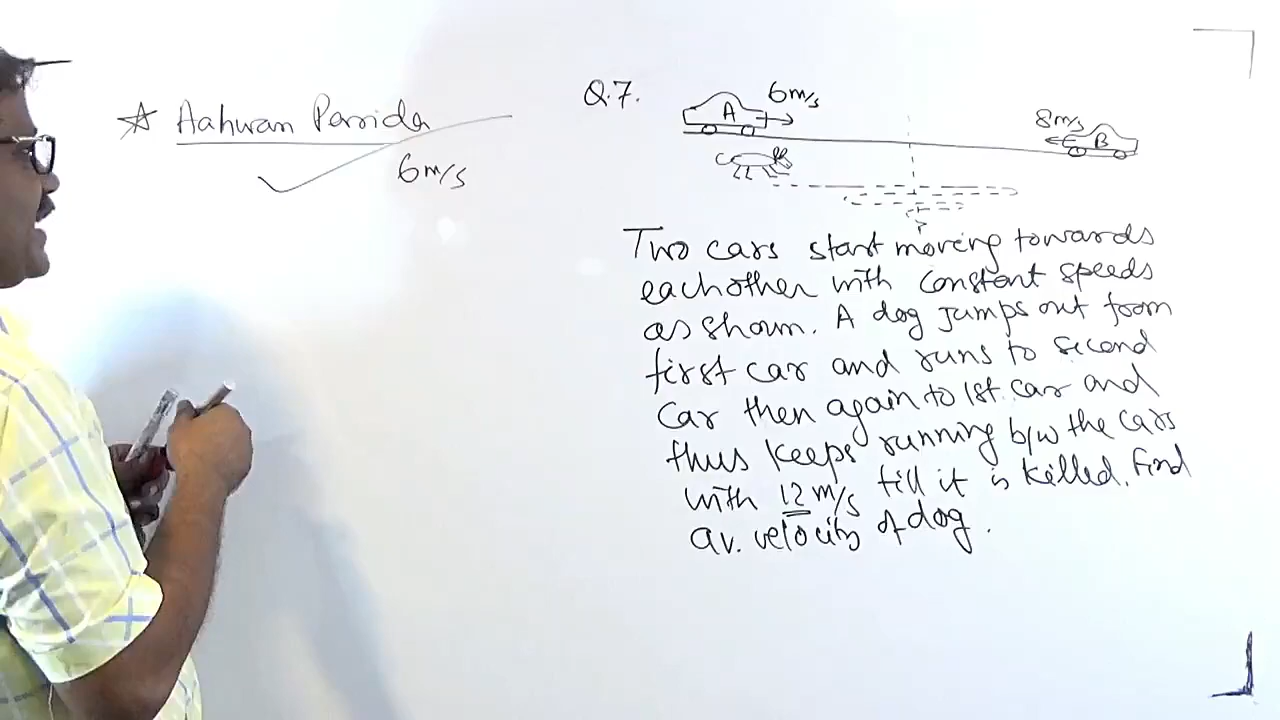 ☆ Aahwan Parida
6m/s
Q.7.
A
6m/s
8m/s
B
Two cars start moving towards
eachother with constant speeds
as shown. A dog jumps out from
first car and runs to second
car then again to 1st. car and
thus keeps running b/w the cars
with 12 m/s till it is killed. Find
av. velocity of dog.